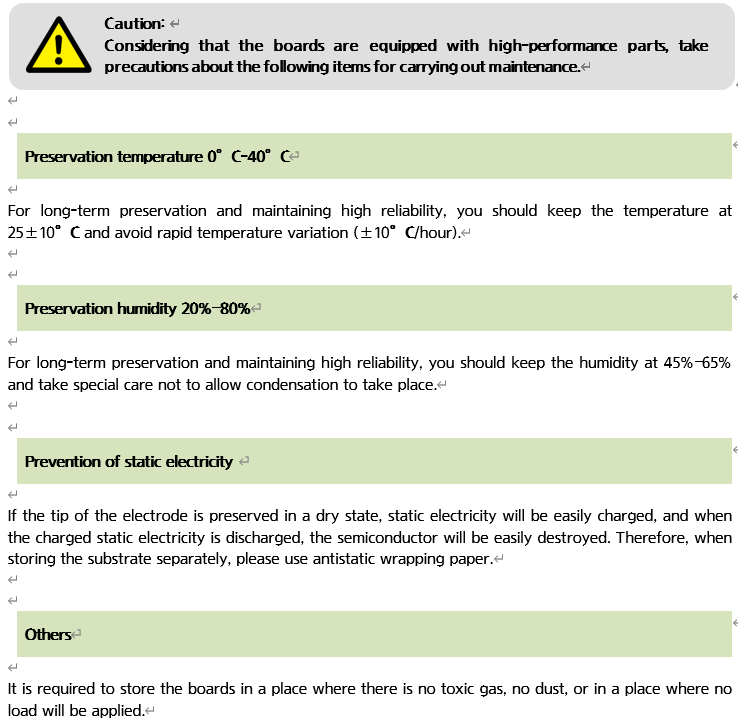 Caution:
Considering that the boards are equipped with high-performance parts, take
precautions about the following items for carrying out maintenance.
Preservation temperature 0° C-40° C
For long-term preservation and maintaining high reliability, you should keep the temperature at
25±10° C and avoid rapid temperature variation (±10° C/hour).
Preservation humidity 20%-80%
For long-term preservation and maintaining high reliability, you should keep the humidity at 45%-65%
and take special care not to allow condensation to take place.
Prevention of static electricity
If the tip of the electrode is preserved in a dry state, static electricity will be easily charged, and when
the charged static electricity is discharged, the semiconductor will be easily destroyed. Therefore, when
storing the substrate separately, please use antistatic wrapping paper.
Others
It is required to store the boards in a place where there is no toxic gas, no dust, or in a place where no
load will be applied.